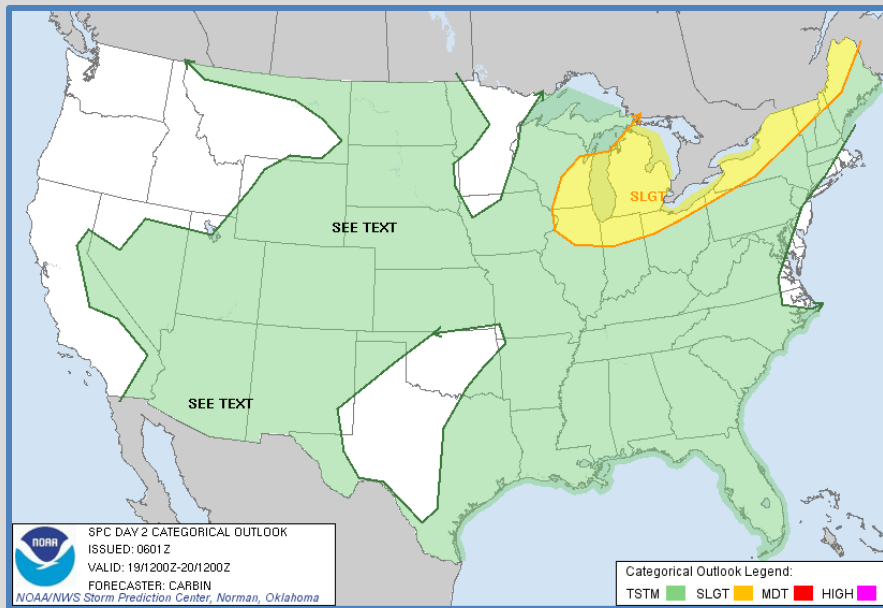 SLGT
SEE TEXT
SEE TEXT
NOAA
SPC DAY 2 CATEGORICAL OUTLOOK
ISSUED: 0601Z
VALID: 19/1200Z-20/1200Z
FORECASTER: CARBIN
NOAA/NWS Storm Prediction Center, Norman, Oklahoma
Categorical Outlook Legend:
TSTM SLGT MDT HIGH